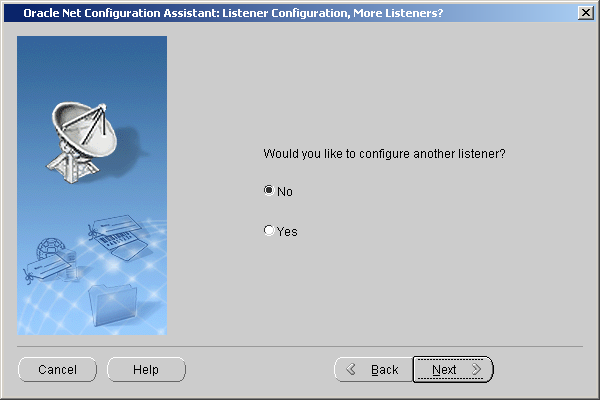 Oracle Net Configuration Assistant: Listener Configuration, More Listeners?
Would you like to configure another listener?
No
Yes
Cancel
Help
Back
Next